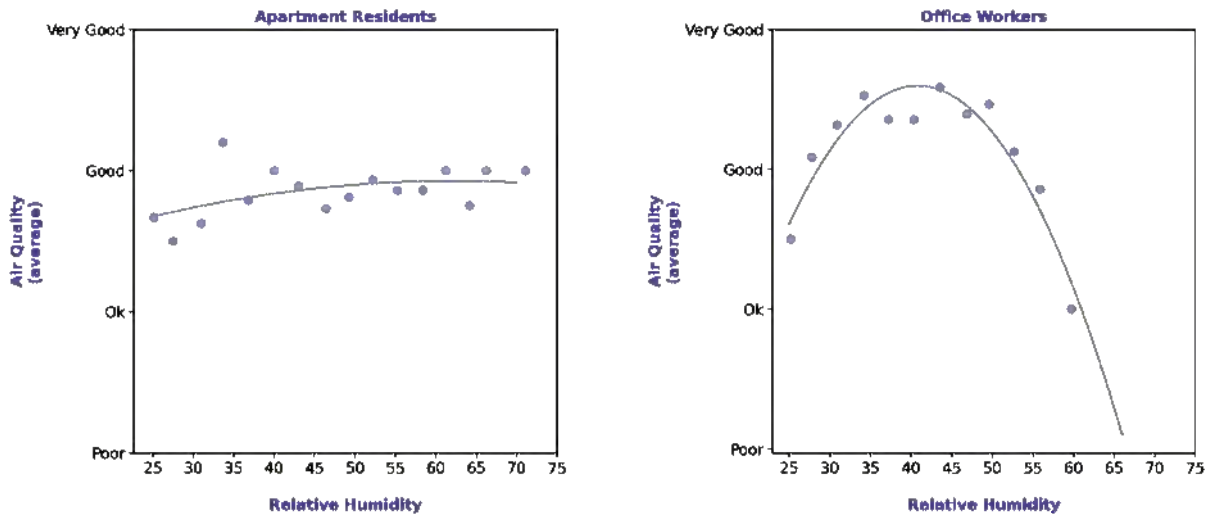 Apartment Residents
Very Good
Good
Ok
Poor
Air Quality
(average)
25 30 35 40 45 50 55 60 65 70 75
Relative Humidity
Office Workers
Very Good
Good
Ok
Poor
Air Quality
(average)
25 30 35 40 45 50 55 60 65 70 75
Relative Humidity